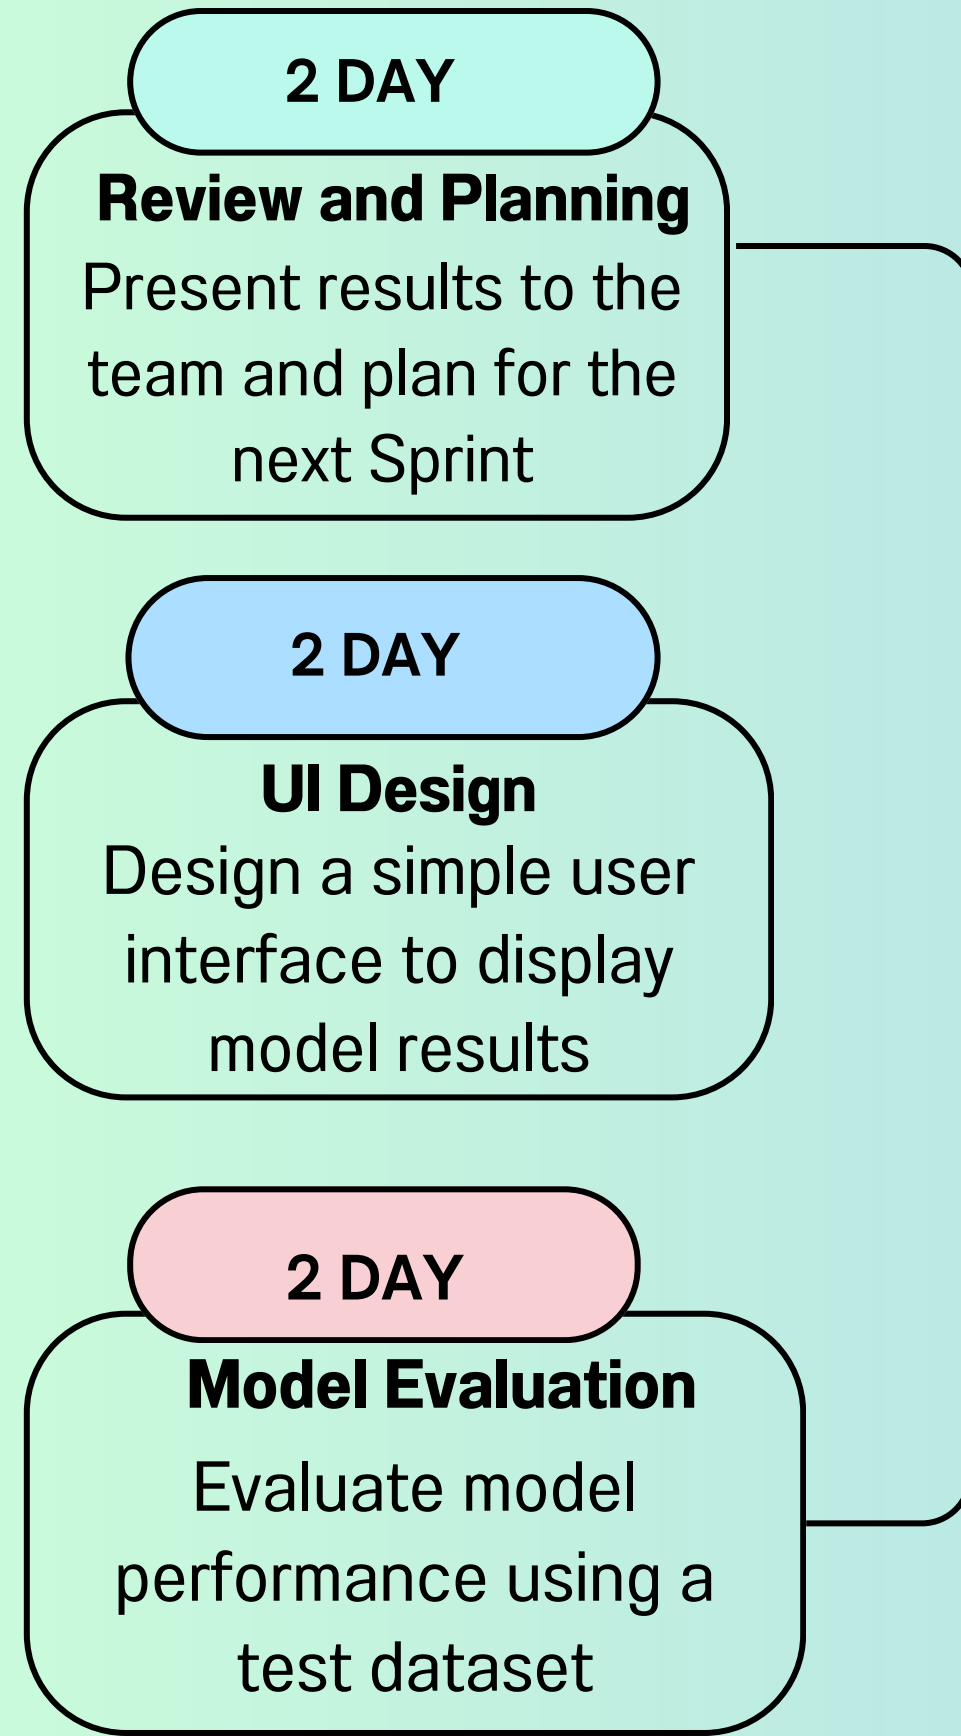 2 DAY
Review and Planning
Present results to the
team and plan for the
next Sprint
2 DAY
UI Design
Design a simple user
interface to display
model results
2 DAY
Model Evaluation
Evaluate model
performance using a
test dataset